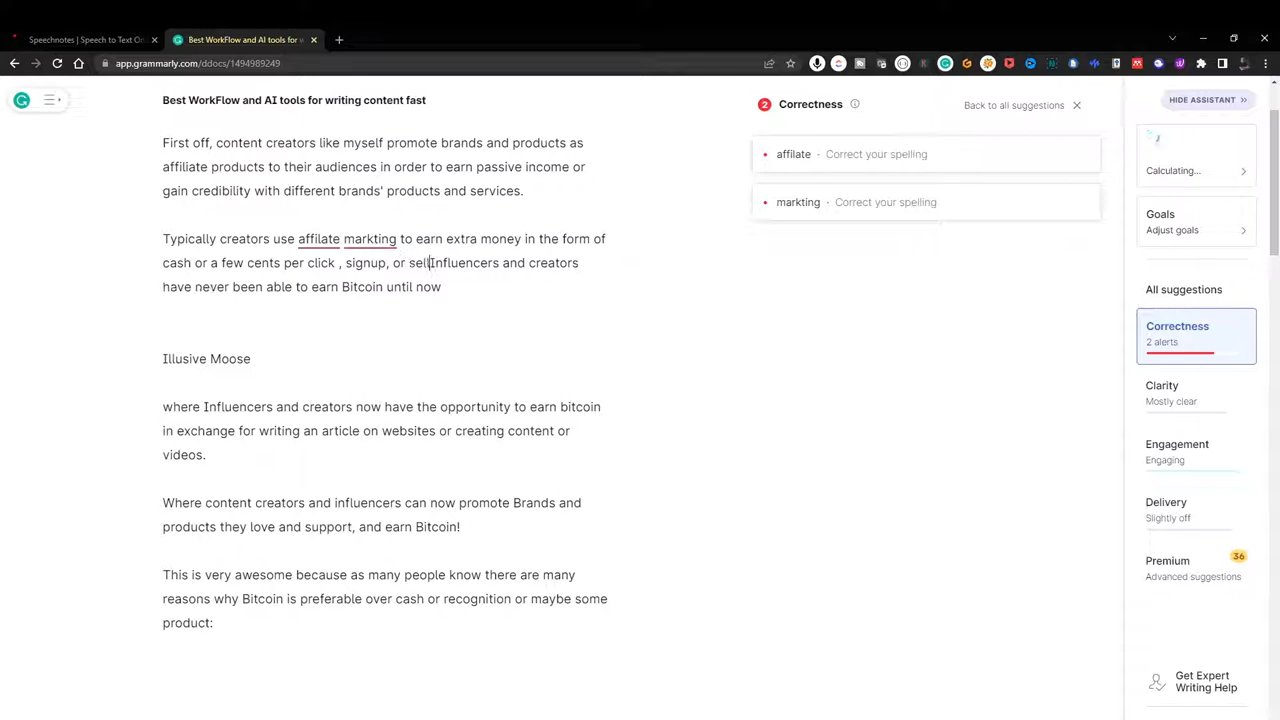 Speechnotes | Speech to Text On
Best WorkFlow and AI tools for w
app.grammarly.com/ddocs/1494989249
HIDE ASSISTANT
Best WorkFlow and AI tools for writing content fast
First off, content creators like myself promote brands and products as
affiliate products to their audiences in order to earn passive income or
gain credibility with different brands' products and services.
Typically creators use affilate markting to earn extra money in the form of
cash or a few cents per click , signup, or sellInfluencers and creators
have never been able to earn Bitcoin until now
Illusive Moose
where Influencers and creators now have the opportunity to earn bitcoin
in exchange for writing an article on websites or creating content or
videos.
Where content creators and influencers can now promote Brands and
products they love and support, and earn Bitcoin!
This is very awesome because as many people know there are many
reasons why Bitcoin is preferable over cash or recognition or maybe some
product:
2 Correctness
Back to all suggestions
affilate - Correct your spelling
markting - Correct your spelling
Calculating...
Goals
Adjust goals
All suggestions
Correctness
2 alerts
Clarity
Mostly clear
Engagement
Engaging
Delivery
Slightly off
Premium
36
Advanced suggestions
Get Expert
Writing Help